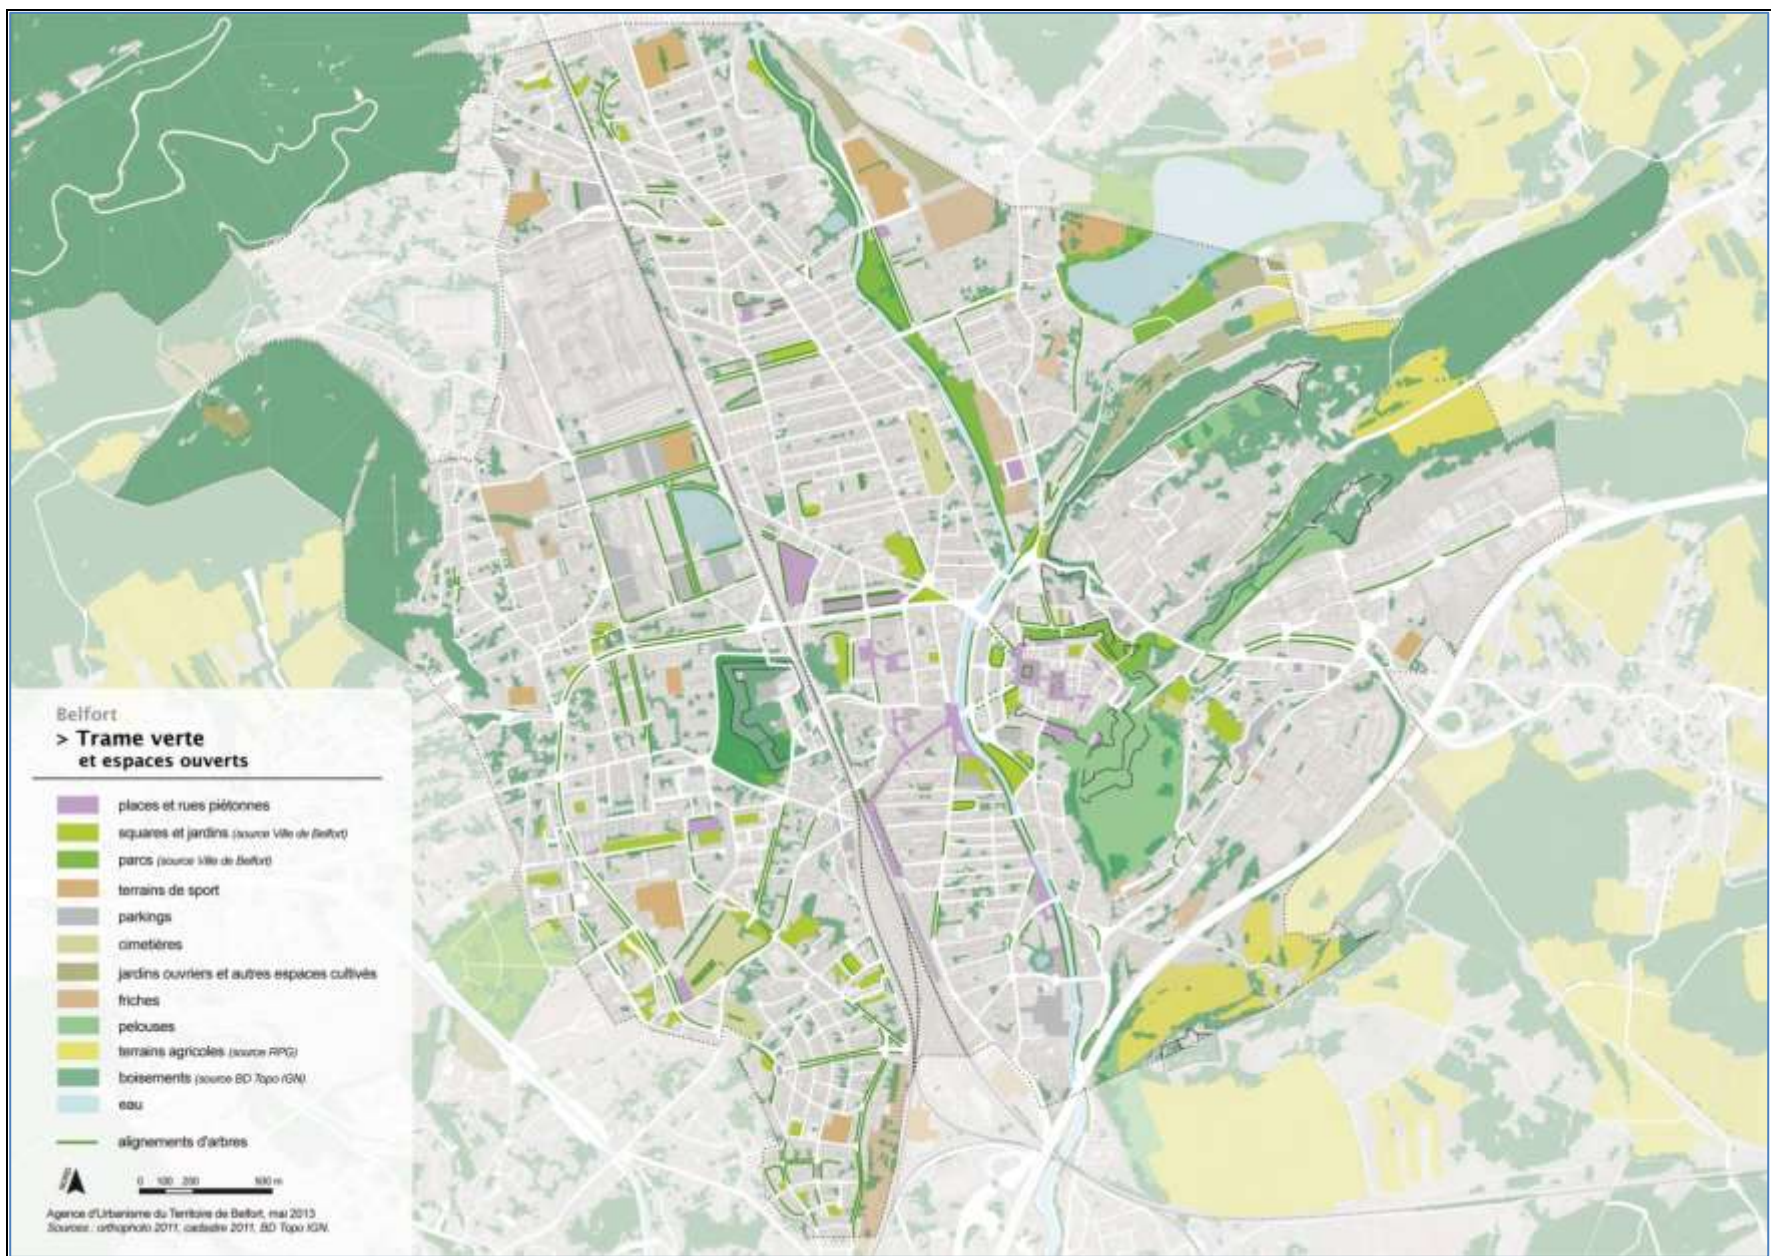 Belfort
> Trame verte
et espaces ouverts
places et rues piétonnes
squares et jardins (source Ville de Belfort)
parcs (source Ville de Belfort)
terrains de sport
parkings
cimetières
jardins ouvriers et autres espaces cultivés
friches
pelouses
terrains agricoles (source RPG)
boisements (source BD Topo IGN)
eau
alignements d'arbres
0 100 200 500 m
Agence d'Urbanisme du Territoire de Belfort, mai 2013
Sources : orthophoto 2011, cadastre 2011, BD Topo IGN.